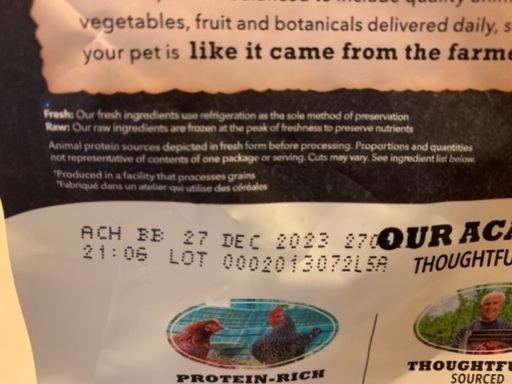 vegetables, fruit and botanicals delivered daily, s
your pet is like it came from the farme
Fresh: Our fresh ingredients use refrigeration as the sole method of preservation
Raw: Our raw ingredients are frozen at the peak of freshness to preserve nutrients
Animal protein sources depicted in fresh form before processing. Proportions and quantities
not representative of contents of one package or serving. Cuts may vary. See ingredient list below.
*Produced in a facility that processes grains
*Fabriqué dans un atelier qui utilise des céréales
ACH BB 27 DEC 2023 270
21:06 LOT 0002013072L5A
OUR ACA
THOUGHTFU
PROTEIN-RICH
THOUGHTFU
SOURCED